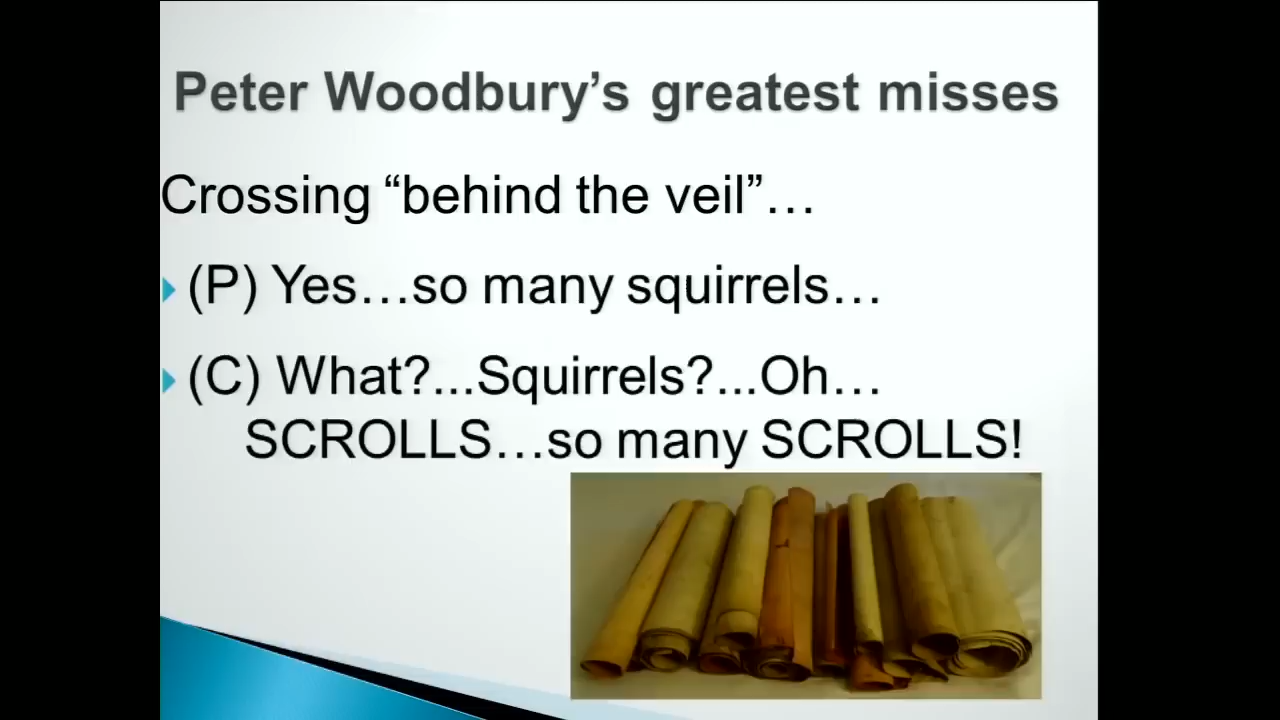 Peter Woodbury’s greatest misses
Crossing “behind the veil”…
(P) Yes…so many squirrels…
(C) What?...Squirrels?...Oh…
SCROLLS…so many SCROLLS!